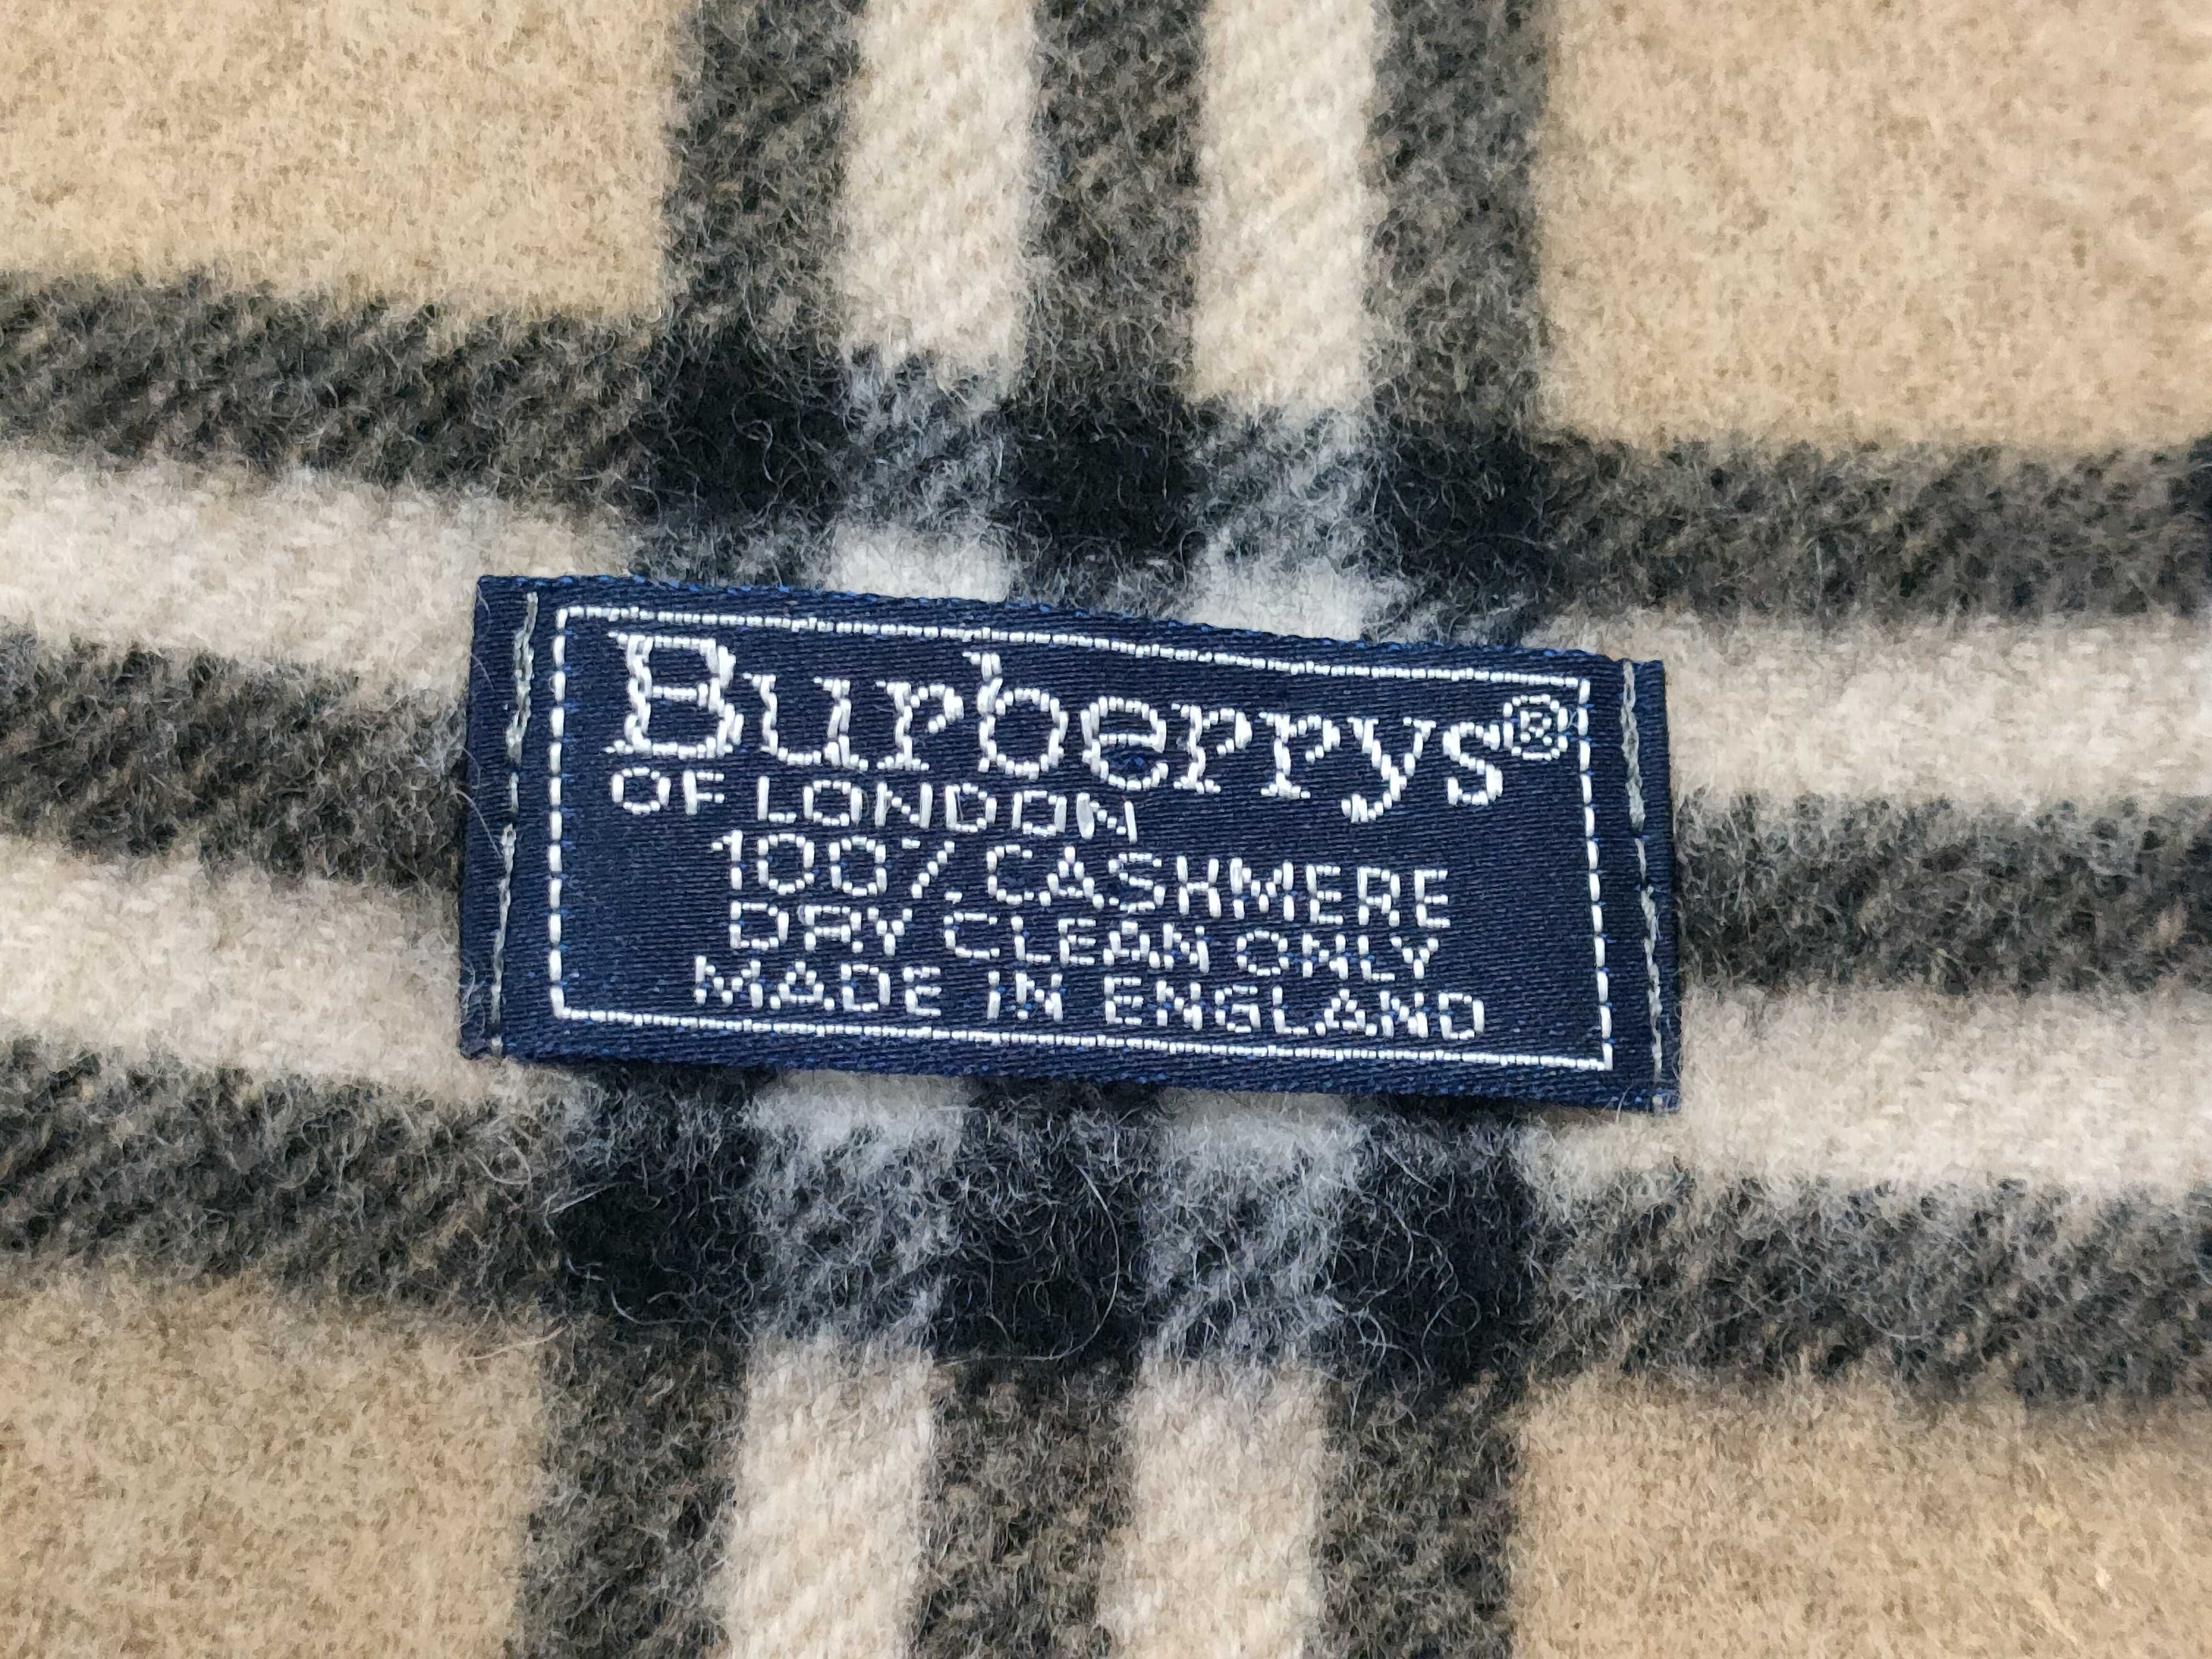 Burberrys®
OF LONDON
100% CASHMERE
DRY CLEAN ONLY
MADE IN ENGLAND